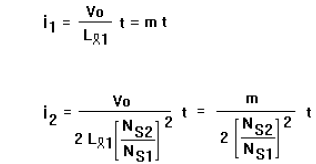 i₁ = Vo / Lℓ1 t = m t
i₂ = Vo / 2 Lℓ1 [NS2 / NS1]² t = m / 2 [NS2 / NS1]² t